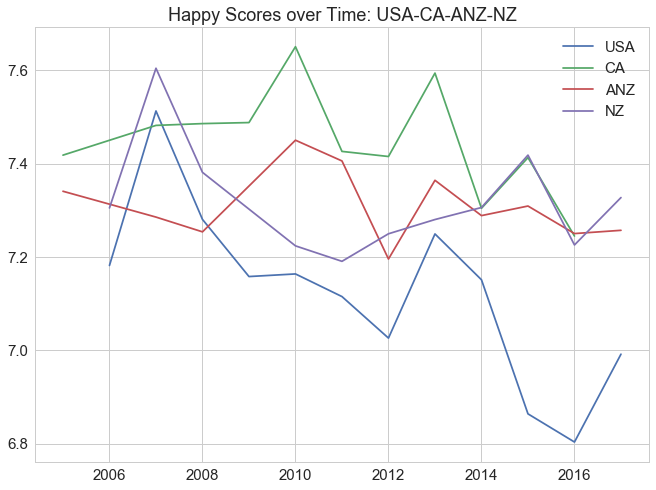 Happy Scores over Time: USA-CA-ANZ-NZ
USA
CA
ANZ
NZ
7.6
7.4
7.2
7.0
6.8
2006 2008 2010 2012 2014 2016